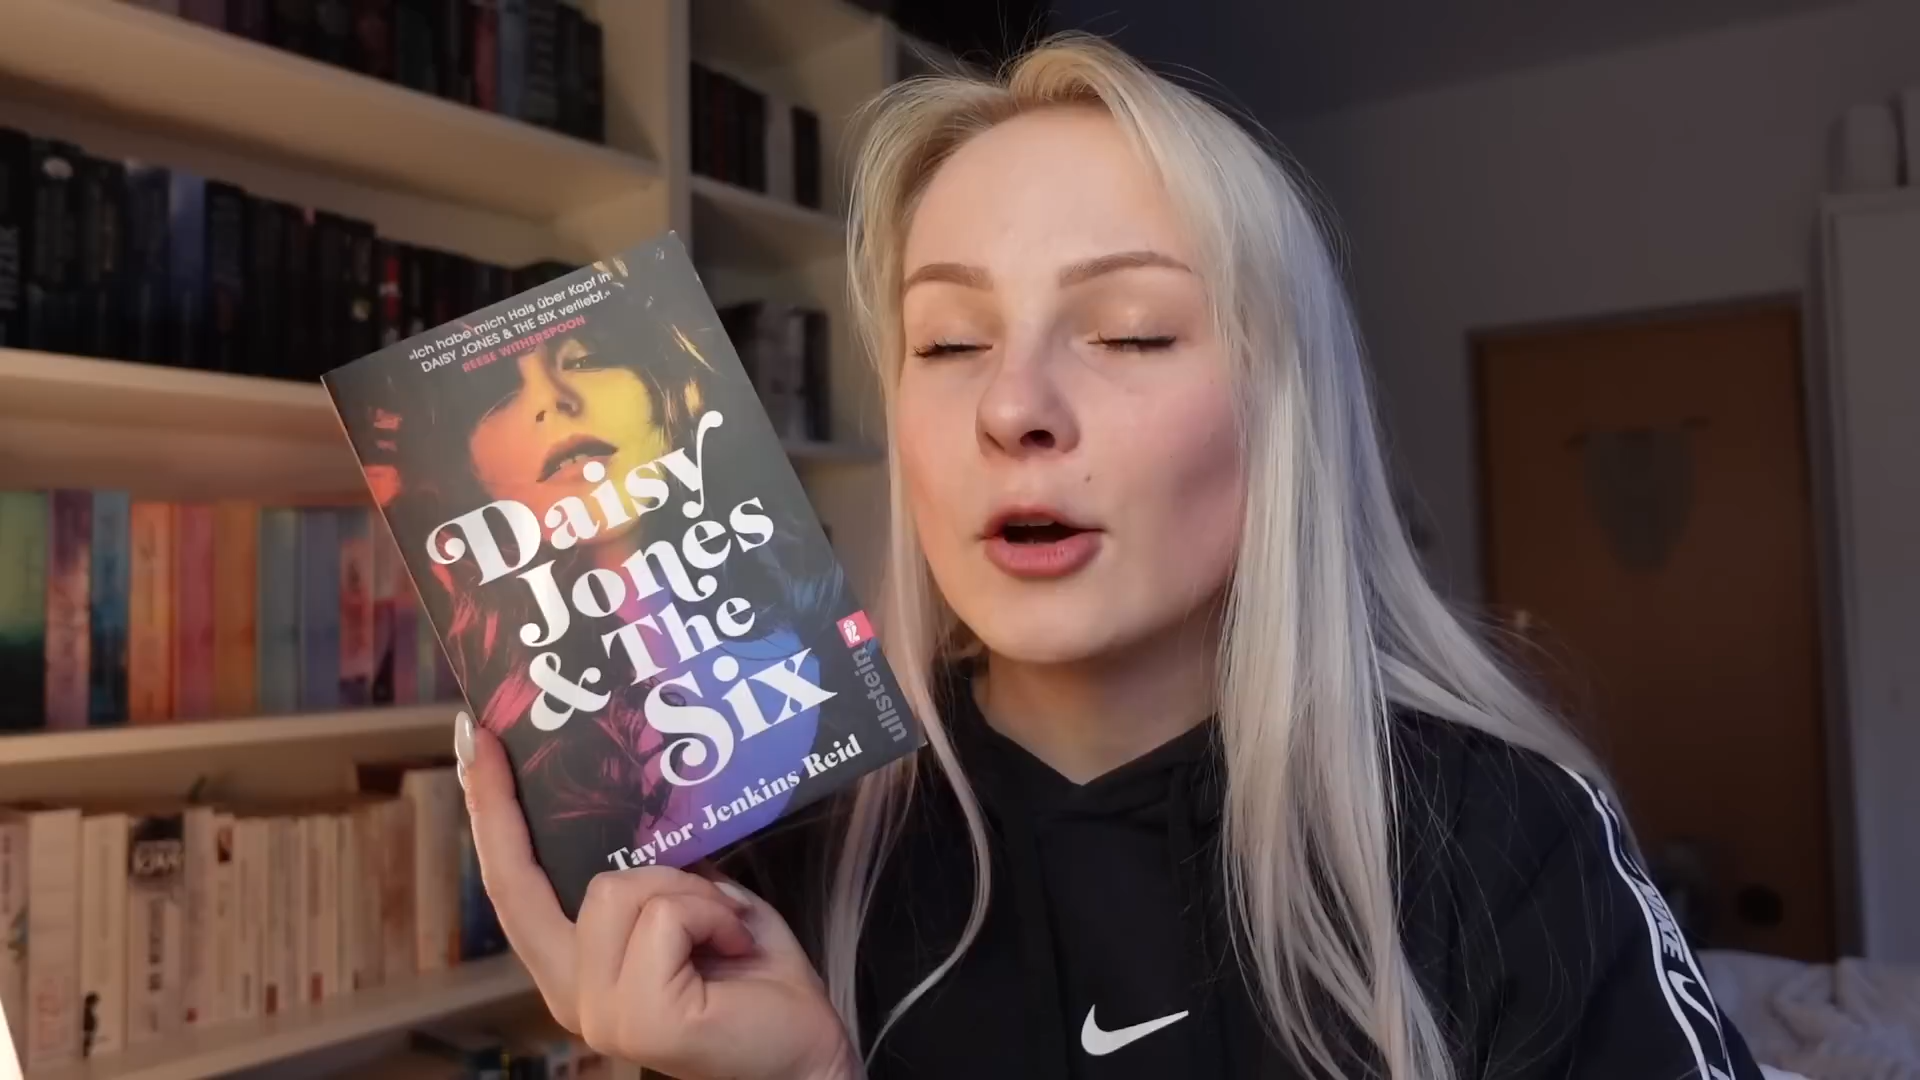 »Ich habe mich Hals über Kopf in
DAISY JONES & THE SIX verliebt.«
REESE WITHERSPOON
Daisy
Jones
& The
Six
ullstein
Taylor Jenkins Reid
NIKE